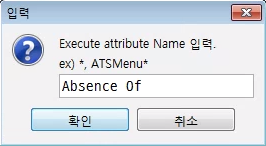 입력
Execute attribute Name 입력.
ex) *, ATSMenu*
Absence Of
확인
취소